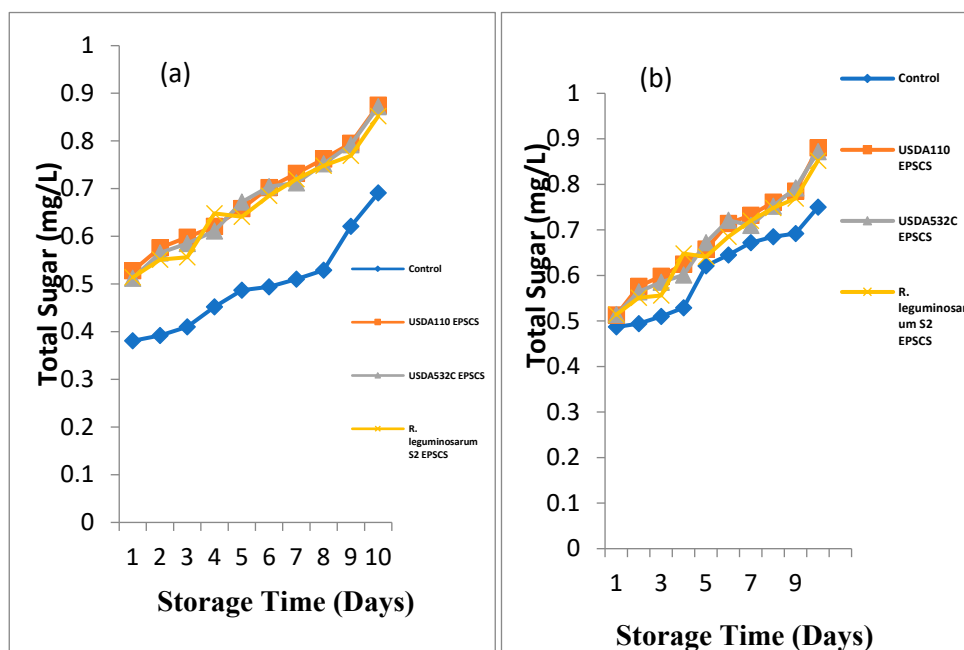 (a)
Total Sugar (mg/L)
1
0.9
0.8
0.7
0.6
0.5
0.4
0.3
0.2
0.1
0
1 2 3 4 5 6 7 8 9 10
Storage Time (Days)
Control
USDA110 EPSCS
USDA532C EPSCS
R.
leguminosarum
S2 EPSCS
(b)
Total Sugar (mg/L)
1
0.9
0.8
0.7
0.6
0.5
0.4
0.3
0.2
0.1
0
1 3 5 7 9
Storage Time (Days)
Control
USDA110
EPSCS
USDA532C
EPSCS
R.
leguminosar
um S2
EPSCS